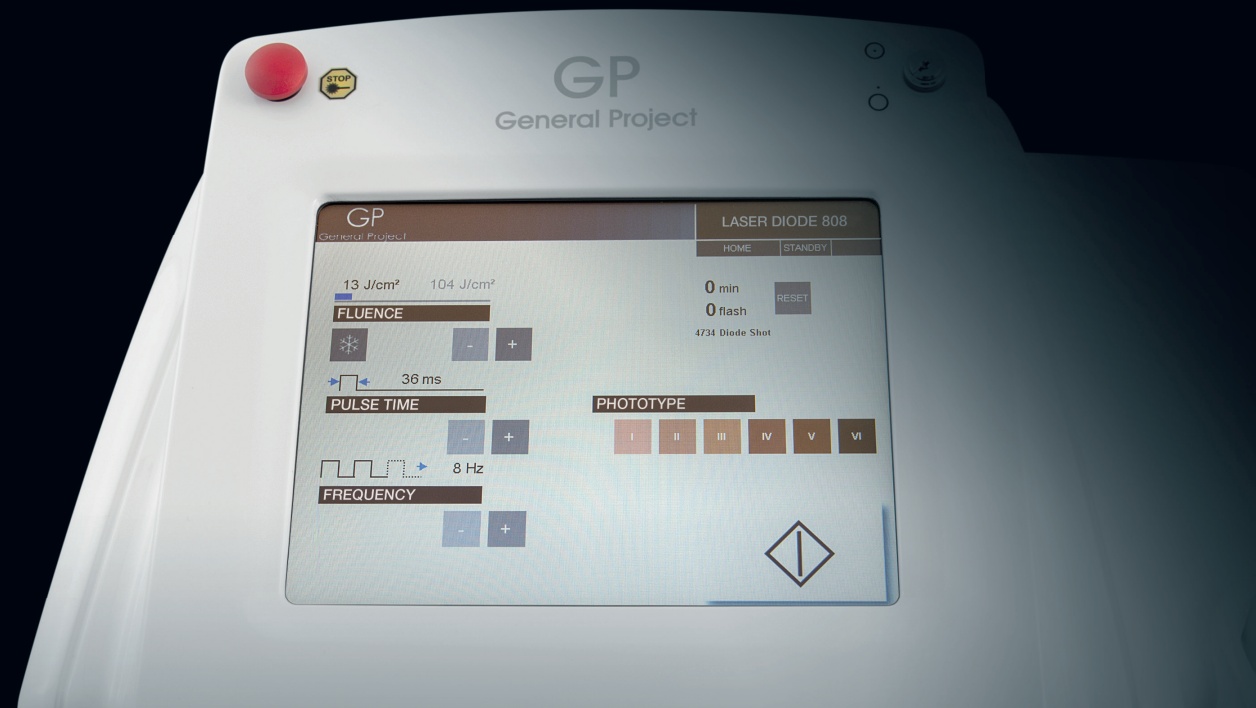 STOP
GP
General Project
GP
General Project
LASER DIODE 808
HOME STANDBY
13 J/cm² 104 J/cm²
FLUENCE
- +
0 min
0 flash
RESET
4734 Diode Shot
36 ms
PULSE TIME
- +
PHOTOTYPE
I II III IV V VI
8 Hz
FREQUENCY
- +